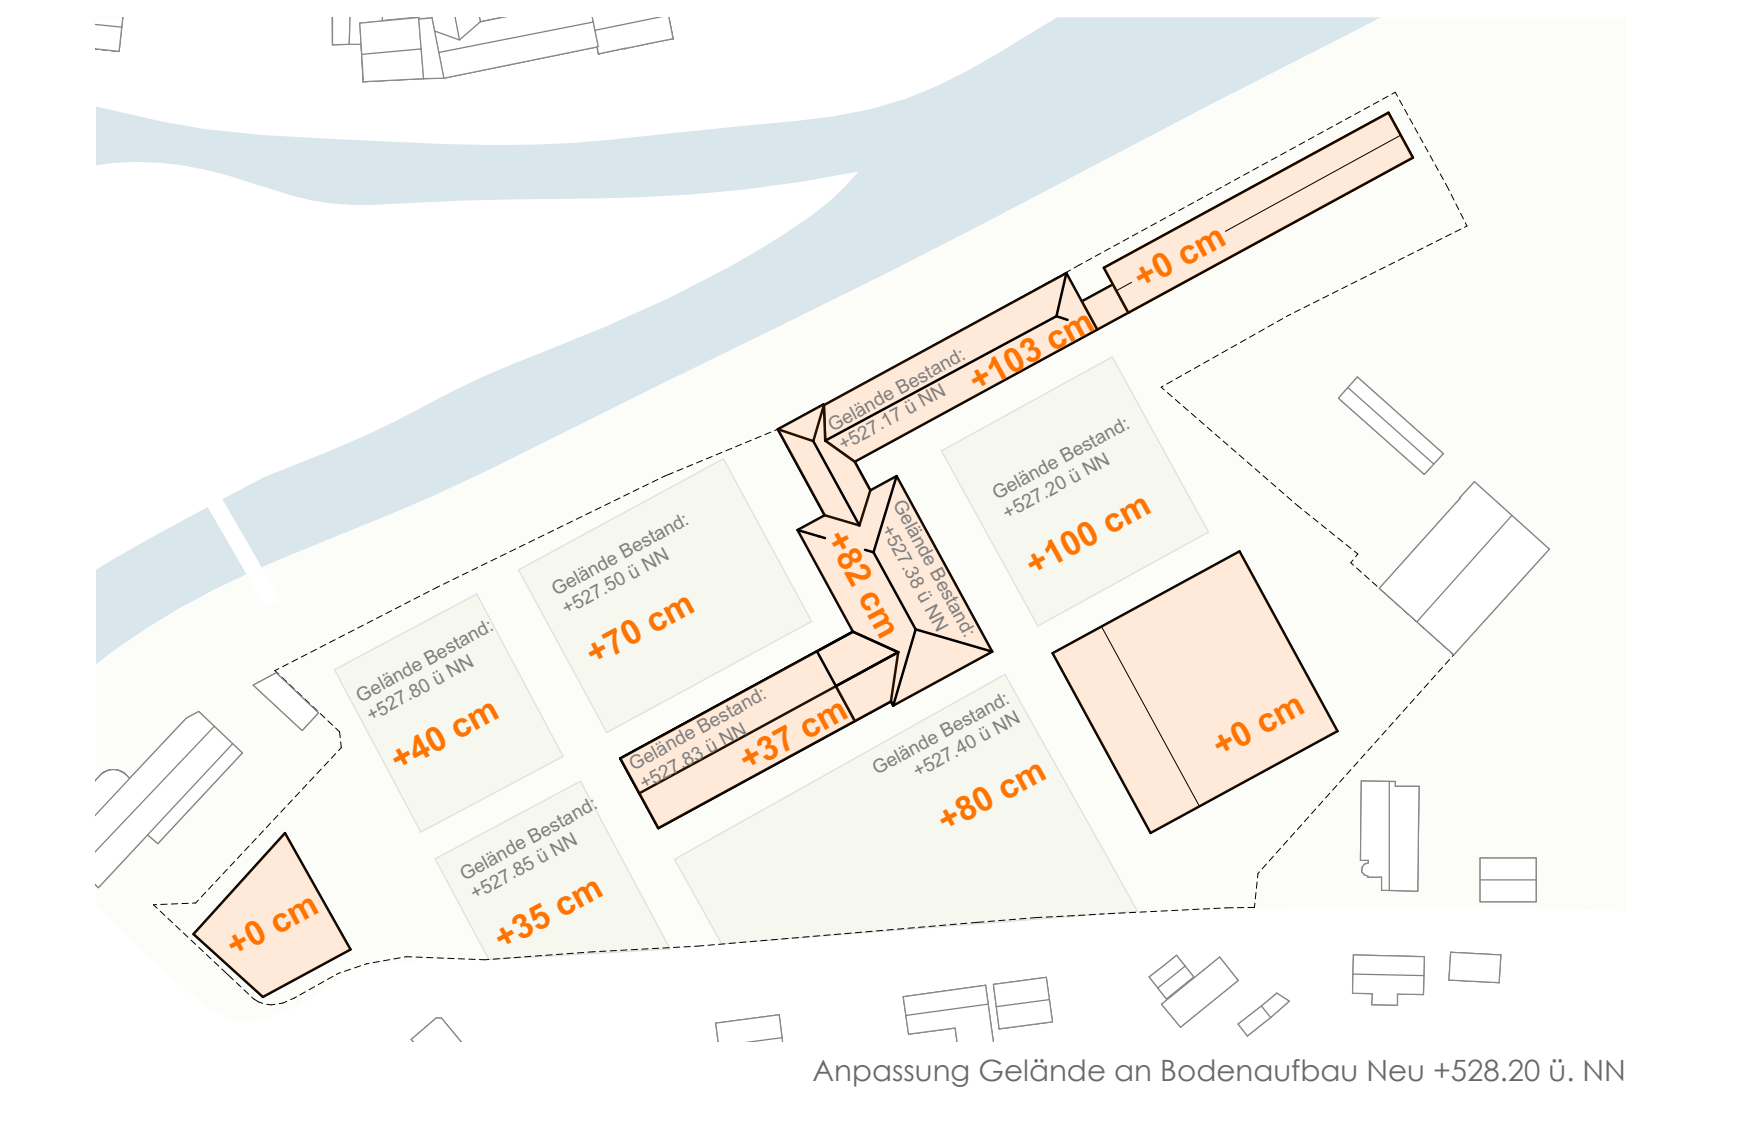 +0 cm
Gelände Bestand:
+527.17 ü NN
+103 cm
Gelände Bestand:
+527.20 ü NN
+100 cm
Gelände Bestand:
+527.38 ü NN
+82 cm
Gelände Bestand:
+527.50 ü NN
+70 cm
Gelände Bestand:
+527.80 ü NN
+40 cm
Gelände Bestand:
+527.83 ü NN
+37 cm
Gelände Bestand:
+527.40 ü NN
+80 cm
+0 cm
Gelände Bestand:
+527.85 ü NN
+35 cm
+0 cm
Anpassung Gelände an Bodenaufbau Neu +528.20 ü. NN